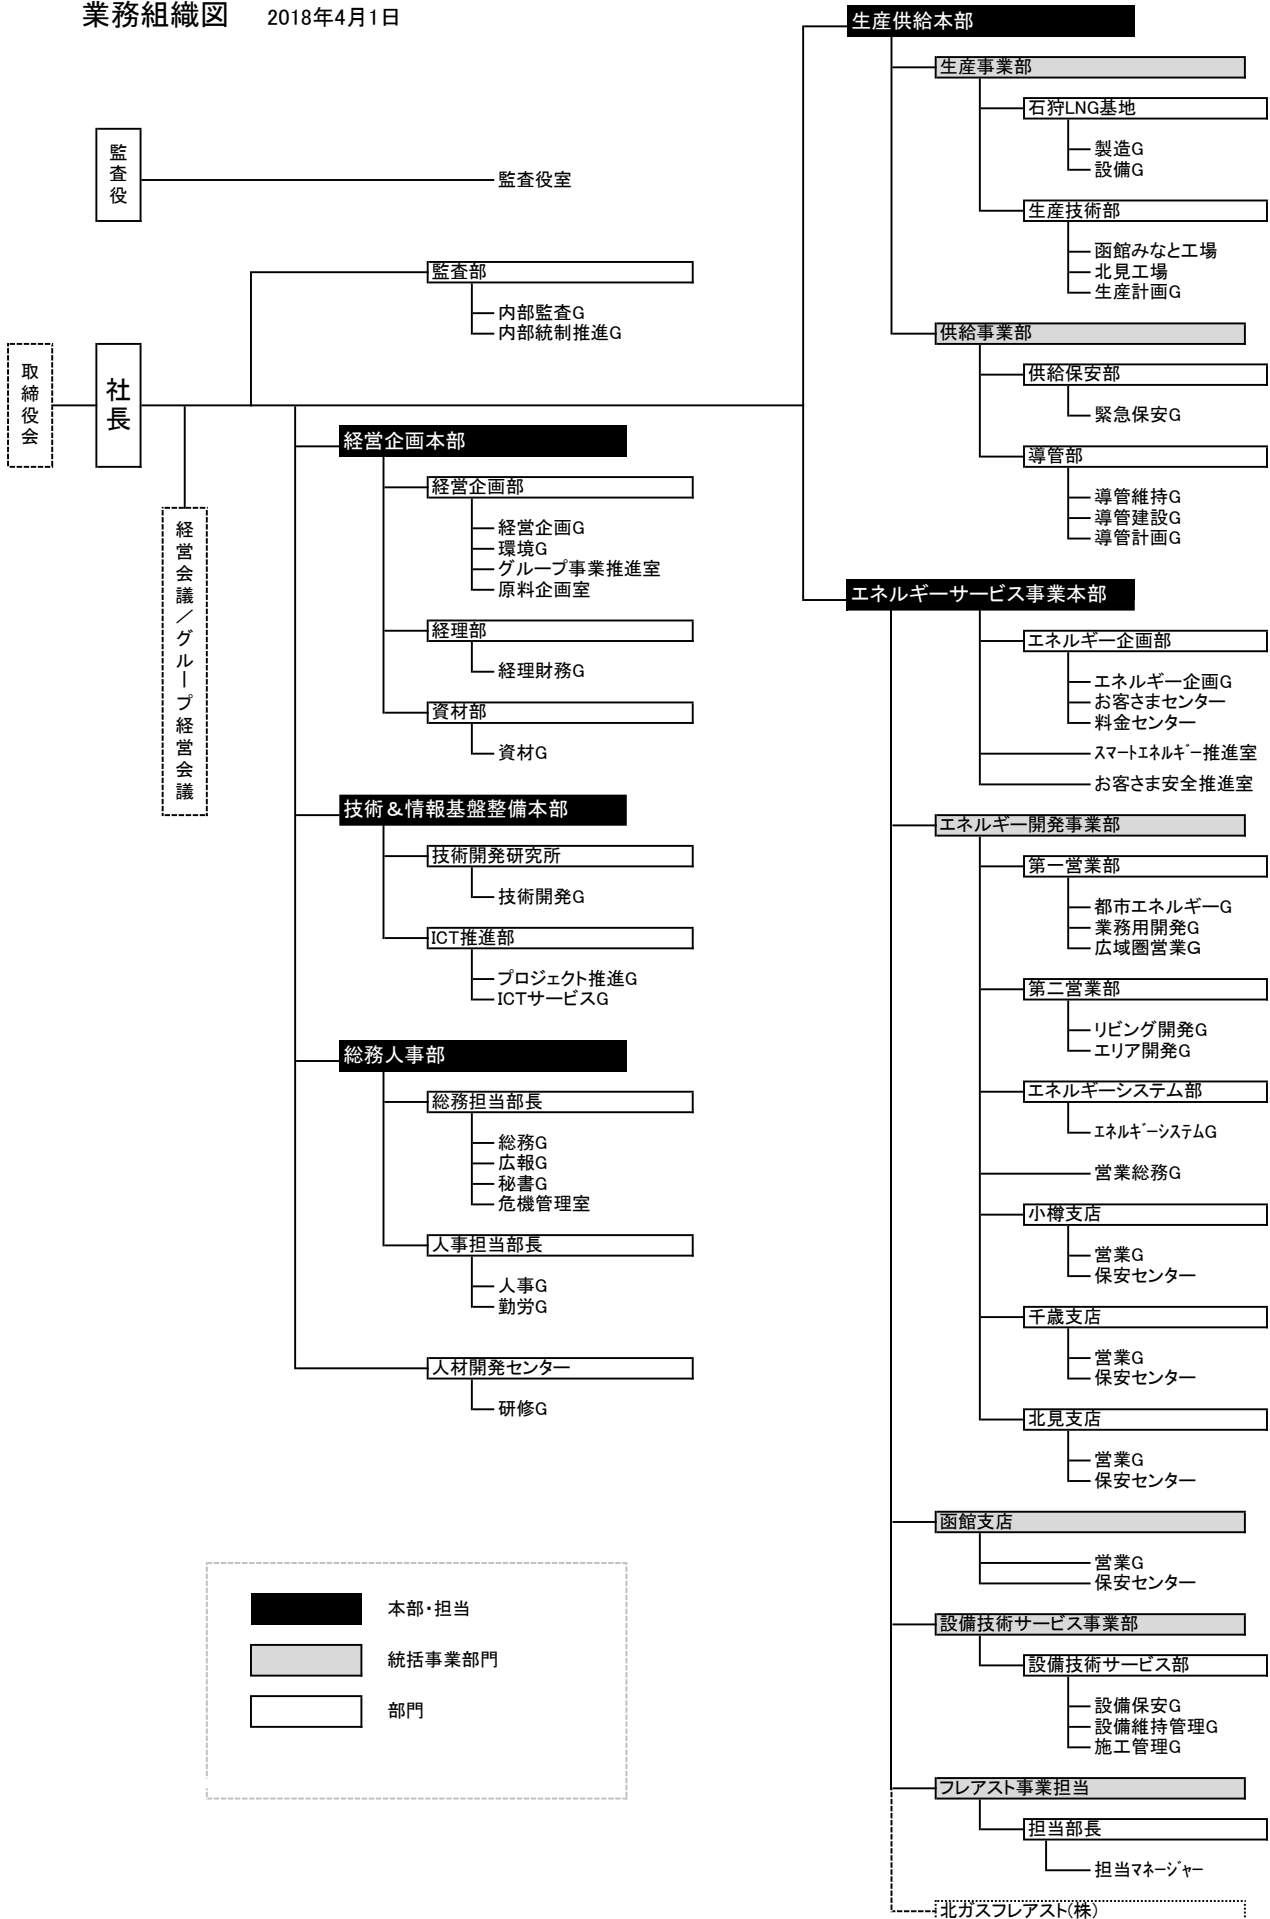 業務組織図 2018年4月1日
監査役
監査役室
監査部
内部監査G
内部統制推進G
取締役会
社長
経営会議/グループ経営会議
経営企画本部
経営企画部
経営企画G
環境G
グループ事業推進室
原料企画室
経理部
経理財務G
資材部
資材G
技術&情報基盤整備本部
技術開発研究所
技術開発G
ICT推進部
プロジェクト推進G
ICTサービスG
総務人事部
総務担当部長
総務G
広報G
秘書G
危機管理室
人事担当部長
人事G
勤労G
人材開発センター
研修G
本部・担当
統括事業部門
部門
生産供給本部
生産事業部
石狩LNG基地
製造G
設備G
生産技術部
函館みなと工場
北見工場
生産計画G
供給事業部
供給保安部
緊急保安G
導管部
導管維持G
導管建設G
導管計画G
エネルギーサービス事業本部
エネルギー企画部
エネルギー企画G
お客さまセンター
料金センター
スマートエネルギー推進室
お客さま安全推進室
エネルギー開発事業部
第一営業部
都市エネルギーG
業務用開発G
広域圏営業G
第二営業部
リビング開発G
エリア開発G
エネルギーシステム部
エネルギーシステムG
営業総務G
小樽支店
営業G
保安センター
千歳支店
営業G
保安センター
北見支店
営業G
保安センター
函館支店
営業G
保安センター
設備技術サービス事業部
設備技術サービス部
設備保安G
設備維持管理G
施工管理G
フレアスト事業担当
担当部長
担当マネージャー
北ガスフレアスト(株)